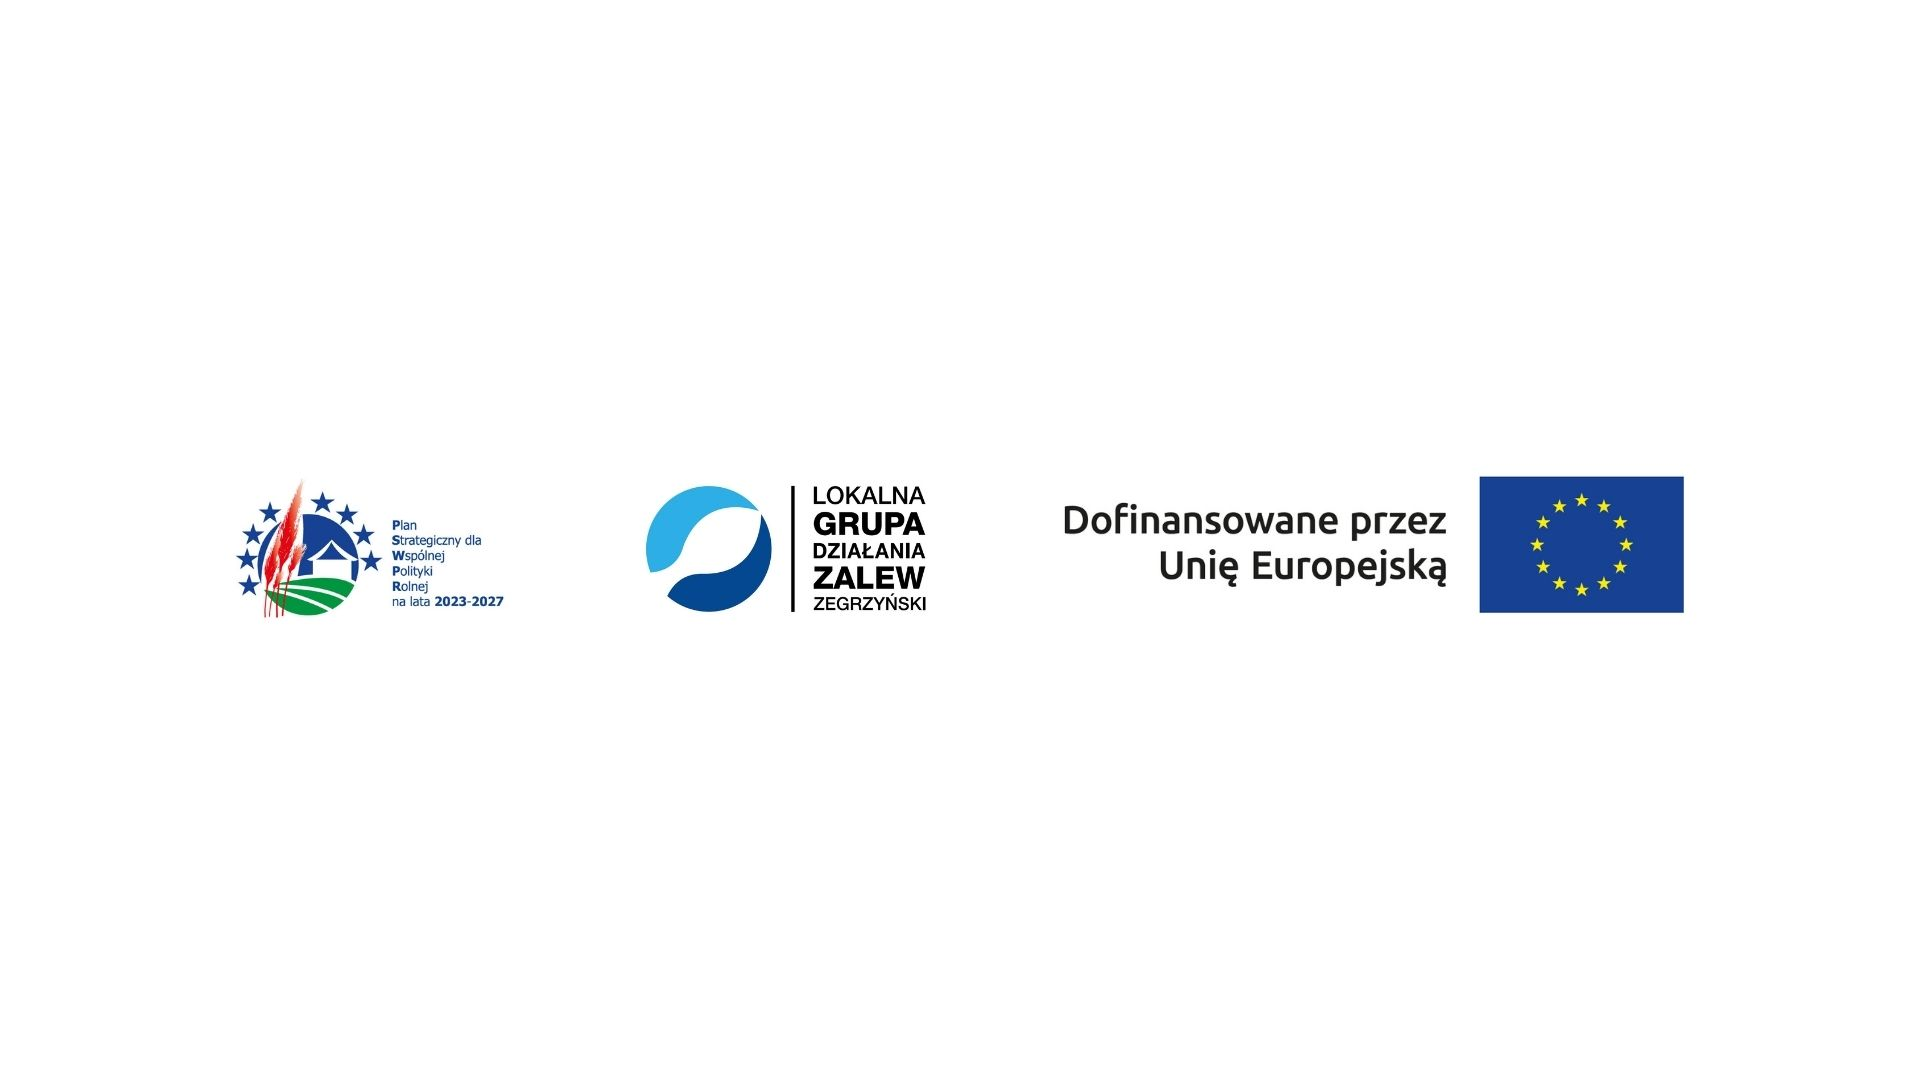 Plan
Strategiczny dla
Wspólnej
Polityki
Rolnej
na lata 2023-2027
LOKALNA
GRUPA
DZIAŁANIA
ZALEW
ZEGRZYŃSKI
Dofinansowane przez
Unię Europejską